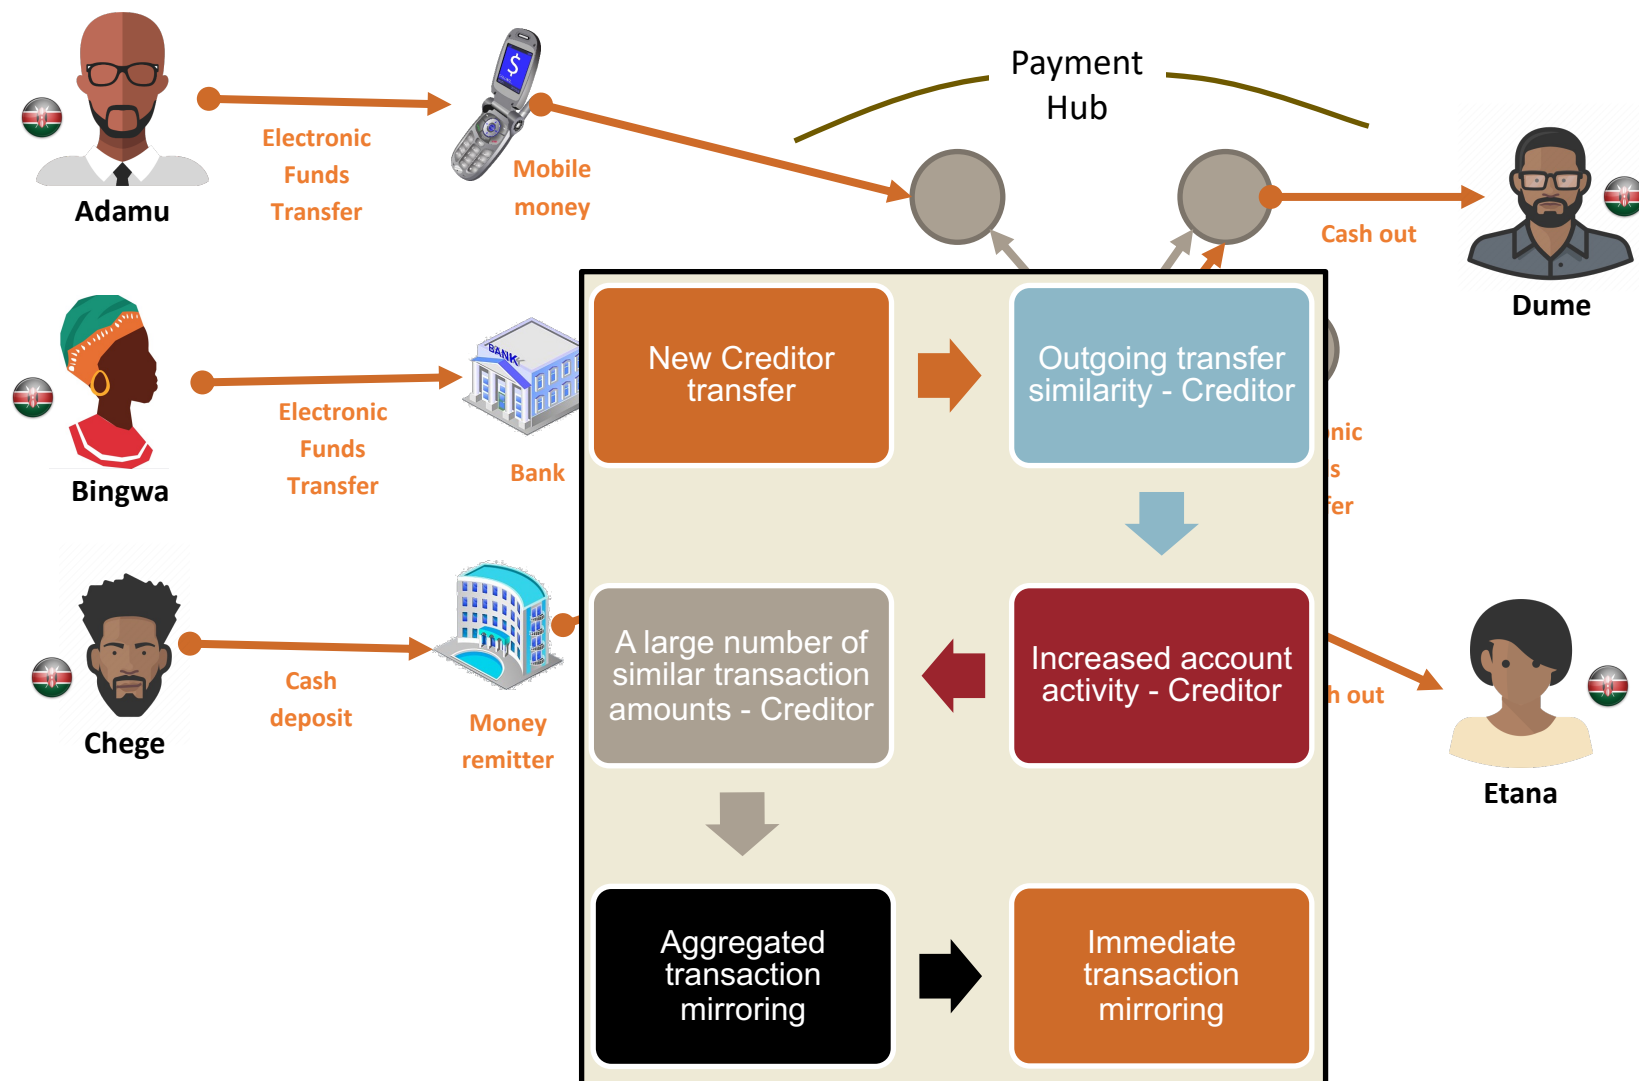 Payment
Hub
$
Electronic
Funds
Transfer
Mobile
money
Adamu
Cash out
Dume
BANK
Electronic
Funds
Transfer
Bank
Bingwa
New Creditor
transfer
Outgoing transfer
similarity - Creditor
Cash
deposit
Money
remitter
Chege
A large number of
similar transaction
amounts - Creditor
Increased account
activity - Creditor
out
Etana
Aggregated
transaction
mirroring
Immediate
transaction
mirroring